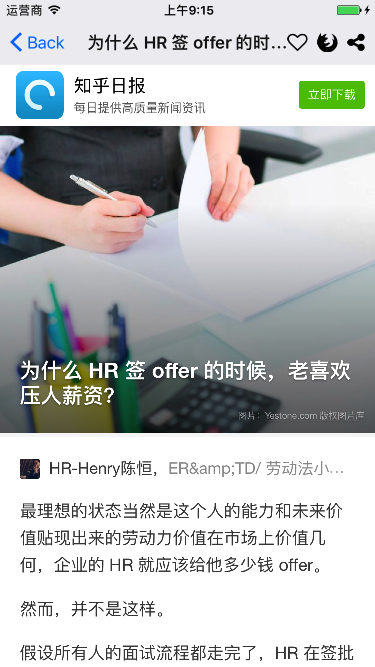 运营商 上午9:15
Back 为什么 HR 签 offer 的时...
知乎日报
每日提供高质量新闻资讯
立即下载
为什么 HR 签 offer 的时候，老喜欢
压人薪资?
图片：Yestone.com 版权图片库
HR-Henry陈恒，ER&amp;TD/ 劳动法小...
最理想的状态当然是这个人的能力和未来价
值贴现出来的劳动力价值在市场上价值几
何，企业的 HR 就应该给他多少钱 offer。
然而，并不是这样。
假设所有人的面试流程都走完了，HR 在签批